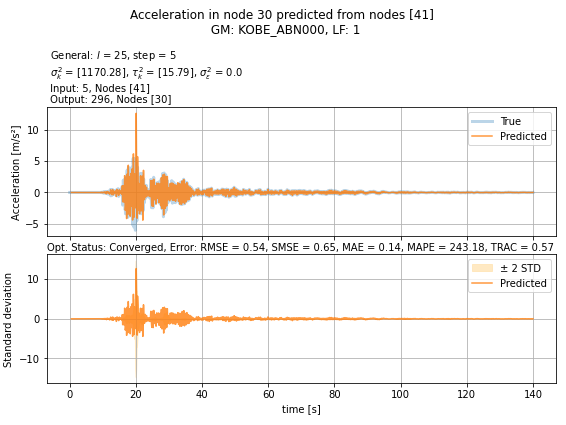 Acceleration in node 30 predicted from nodes [41]
GM: KOBE_ABN000, LF: 1
General: l = 25, step = 5
σ²ₖ = [1170.28], τ²ₖ = [15.79], σ²ε = 0.0
Input: 5, Nodes [41]
Output: 296, Nodes [30]
Acceleration [m/s²]
10
5
0
−5
True
Predicted
Opt. Status: Converged, Error: RMSE = 0.54, SMSE = 0.65, MAE = 0.14, MAPE = 243.18, TRAC = 0.57
Standard deviation
10
0
−10
± 2 STD
Predicted
0 20 40 60 80 100 120 140
time [s]